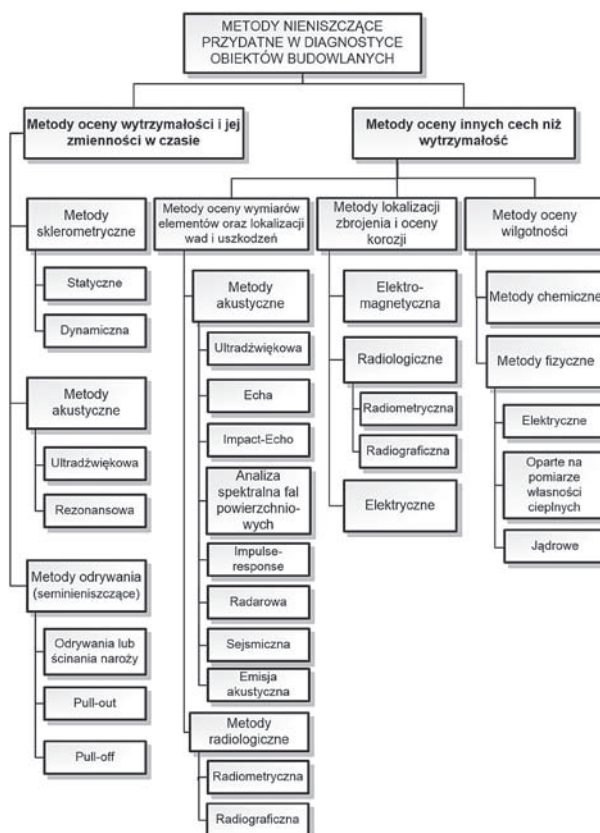 METODY NIENISZCZĄCE
PRZYDATNE W DIAGNOSTYCE
OBIEKTÓW BUDOWLANYCH
Metody oceny wytrzymałości i jej
zmienności w czasie
Metody sklerometryczne
Statyczne
Dynamiczna
Metody
akustyczne
Ultradźwiękowa
Rezonansowa
Metody odrywania
(seminieniszczące)
Odrywania lub
ścinania naroży
Pull-out
Pull-off
Metody oceny innych cech niż
wytrzymałość
Metody oceny wymiarów
elementów oraz lokalizacji
wad i uszkodzeń
Metody
akustyczne
Ultradźwiękowa
Echa
Impact-Echo
Analiza
spektralna fal
powierzchnio-
wych
Impulse-
response
Radarowa
Sejsmiczna
Emisja
akustyczna
Metody
radiologiczne
Radiometryczna
Radiograficzna
Metody lokalizacji
zbrojenia i oceny
korozji
Elektro-
magnetyczna
Radiologiczne
Radiometryczna
Radiograficzna
Elektryczne
Metody oceny
wilgotności
Metody chemiczne
Metody fizyczne
Elektryczne
Oparte na
pomiarze
własności
cieplnych
Jądrowe